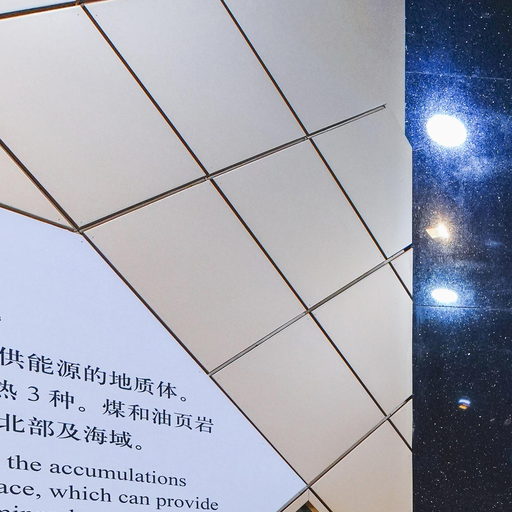 供能源的地质体。
热 3 种。煤和油页岩
北部及海域。
the accumulations
ace, which can provide